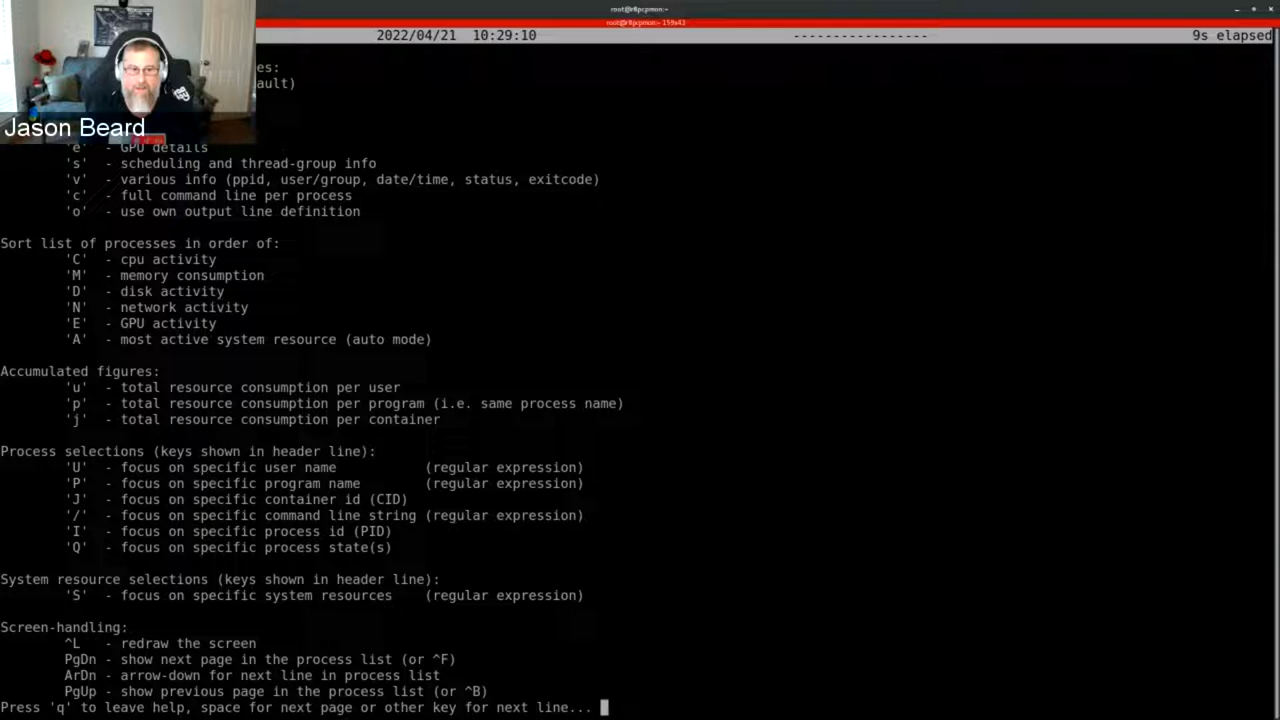 root@r8pcpmon:~
root@r8pcpmon:~ 159x43
2022/04/21 10:29:10 ----------------- 9s elapsed
es:
ault)
Jason Beard
'e' - GPU details
's' - scheduling and thread-group info
'v' - various info (ppid, user/group, date/time, status, exitcode)
'c' - full command line per process
'o' - use own output line definition
Sort list of processes in order of:
'C' - cpu activity
'M' - memory consumption
'D' - disk activity
'N' - network activity
'E' - GPU activity
'A' - most active system resource (auto mode)
Accumulated figures:
'u' - total resource consumption per user
'p' - total resource consumption per program (i.e. same process name)
'j' - total resource consumption per container
Process selections (keys shown in header line):
'U' - focus on specific user name (regular expression)
'P' - focus on specific program name (regular expression)
'J' - focus on specific container id (CID)
'/' - focus on specific command line string (regular expression)
'I' - focus on specific process id (PID)
'Q' - focus on specific process state(s)
System resource selections (keys shown in header line):
'S' - focus on specific system resources (regular expression)
Screen-handling:
^L - redraw the screen
PgDn - show next page in the process list (or ^F)
ArDn - arrow-down for next line in process list
PgUp - show previous page in the process list (or ^B)
Press 'q' to leave help, space for next page or other key for next line...